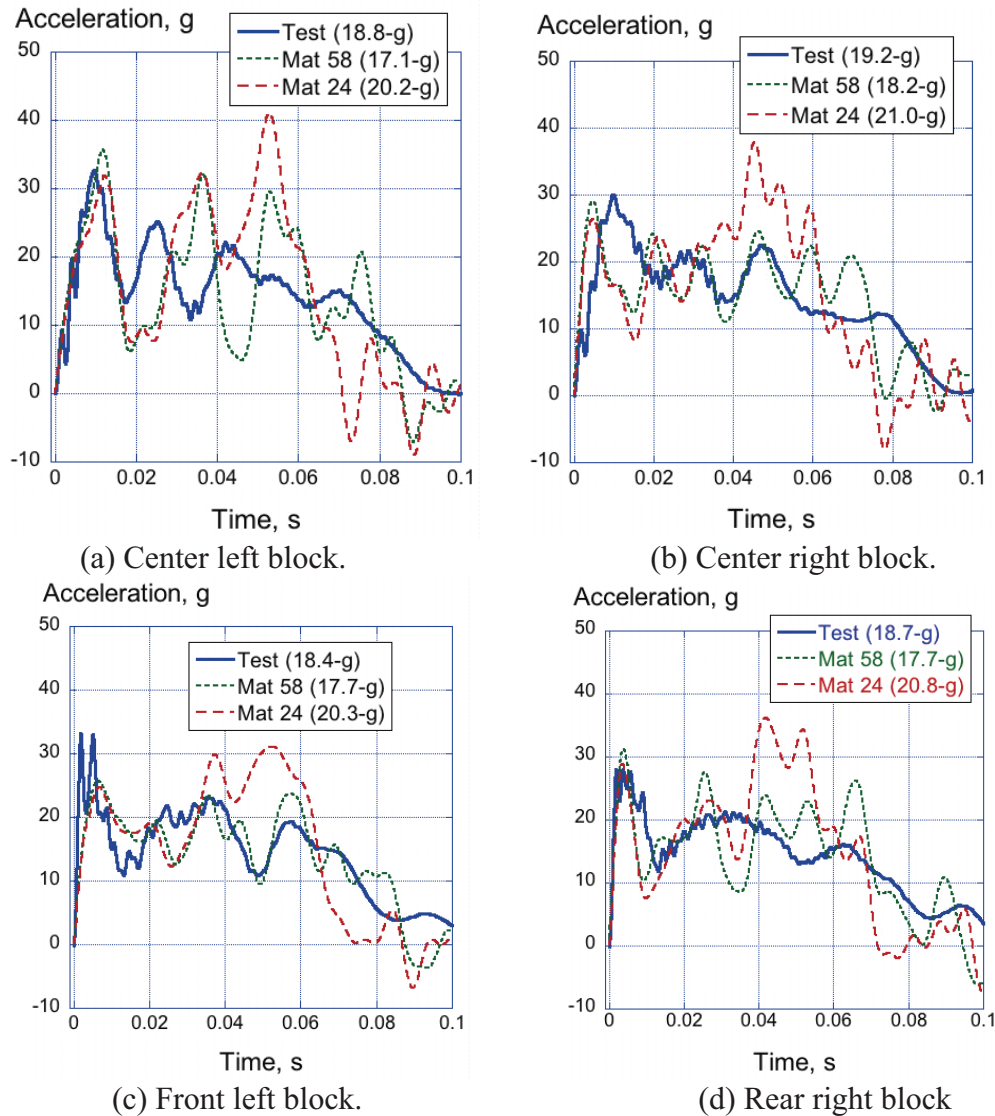 Acceleration, g
Test (18.8-g)
Mat 58 (17.1-g)
Mat 24 (20.2-g)
50
40
30
20
10
0
-10
0 0.02 0.04 0.06 0.08 0.1
Time, s
(a) Center left block.
Acceleration, g
Test (19.2-g)
Mat 58 (18.2-g)
Mat 24 (21.0-g)
50
40
30
20
10
0
-10
0 0.02 0.04 0.06 0.08 0.1
Time, s
(b) Center right block.
Acceleration, g
Test (18.4-g)
Mat 58 (17.7-g)
Mat 24 (20.3-g)
50
40
30
20
10
0
-10
0 0.02 0.04 0.06 0.08 0.1
Time, s
(c) Front left block.
Acceleration, g
Test (18.7-g)
Mat 58 (17.7-g)
Mat 24 (20.8-g)
50
40
30
20
10
0
-10
0 0.02 0.04 0.06 0.08 0.1
Time, s
(d) Rear right block